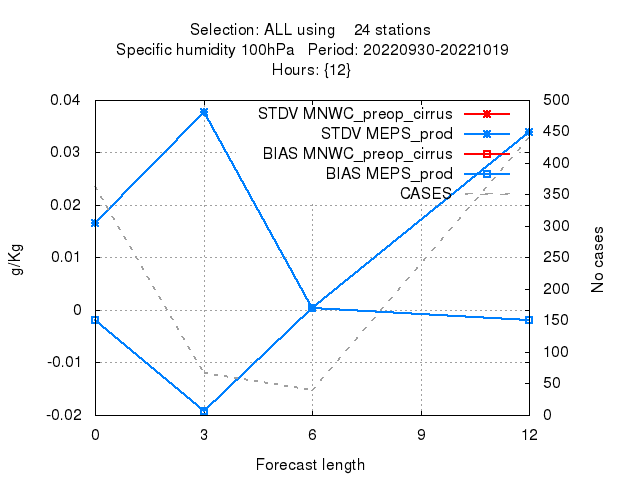 Selection: ALL using 24 stations
Specific humidity 100hPa Period: 20220930-20221019
Hours: {12}
0.04
0.03
0.02
0.01
0
-0.01
-0.02
g/Kg
STDV MNWC_preop_cirrus
STDV MEPS_prod
BIAS MNWC_preop_cirrus
BIAS MEPS_prod
CASES
500
450
400
350
300
250
200
150
100
50
0
No cases
0 3 6 9 12
Forecast length